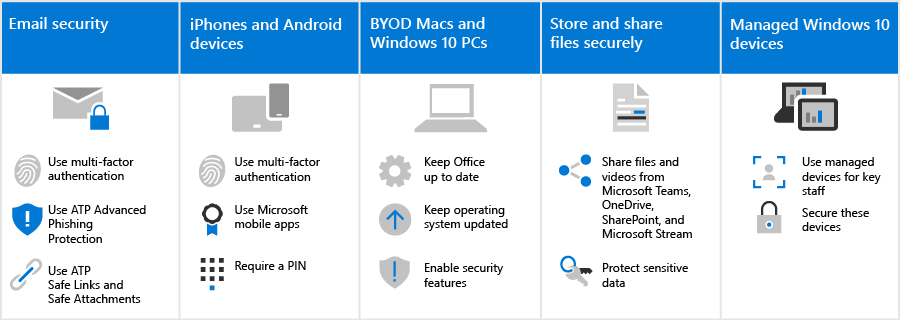 Email security
Use multi-factor
authentication
Use ATP Advanced
Phishing
Protection
Use ATP
Safe Links and
Safe Attachments
iPhones and Android
devices
Use multi-factor
authentication
Use Microsoft
mobile apps
Require a PIN
BYOD Macs and
Windows 10 PCs
Keep Office
up to date
Keep operating
system updated
Enable security
features
Store and share
files securely
Share files and
videos from
Microsoft Teams,
OneDrive,
SharePoint, and
Microsoft Stream
Protect sensitive
data
Managed Windows 10
devices
Use managed
devices for key
staff
Secure these
devices